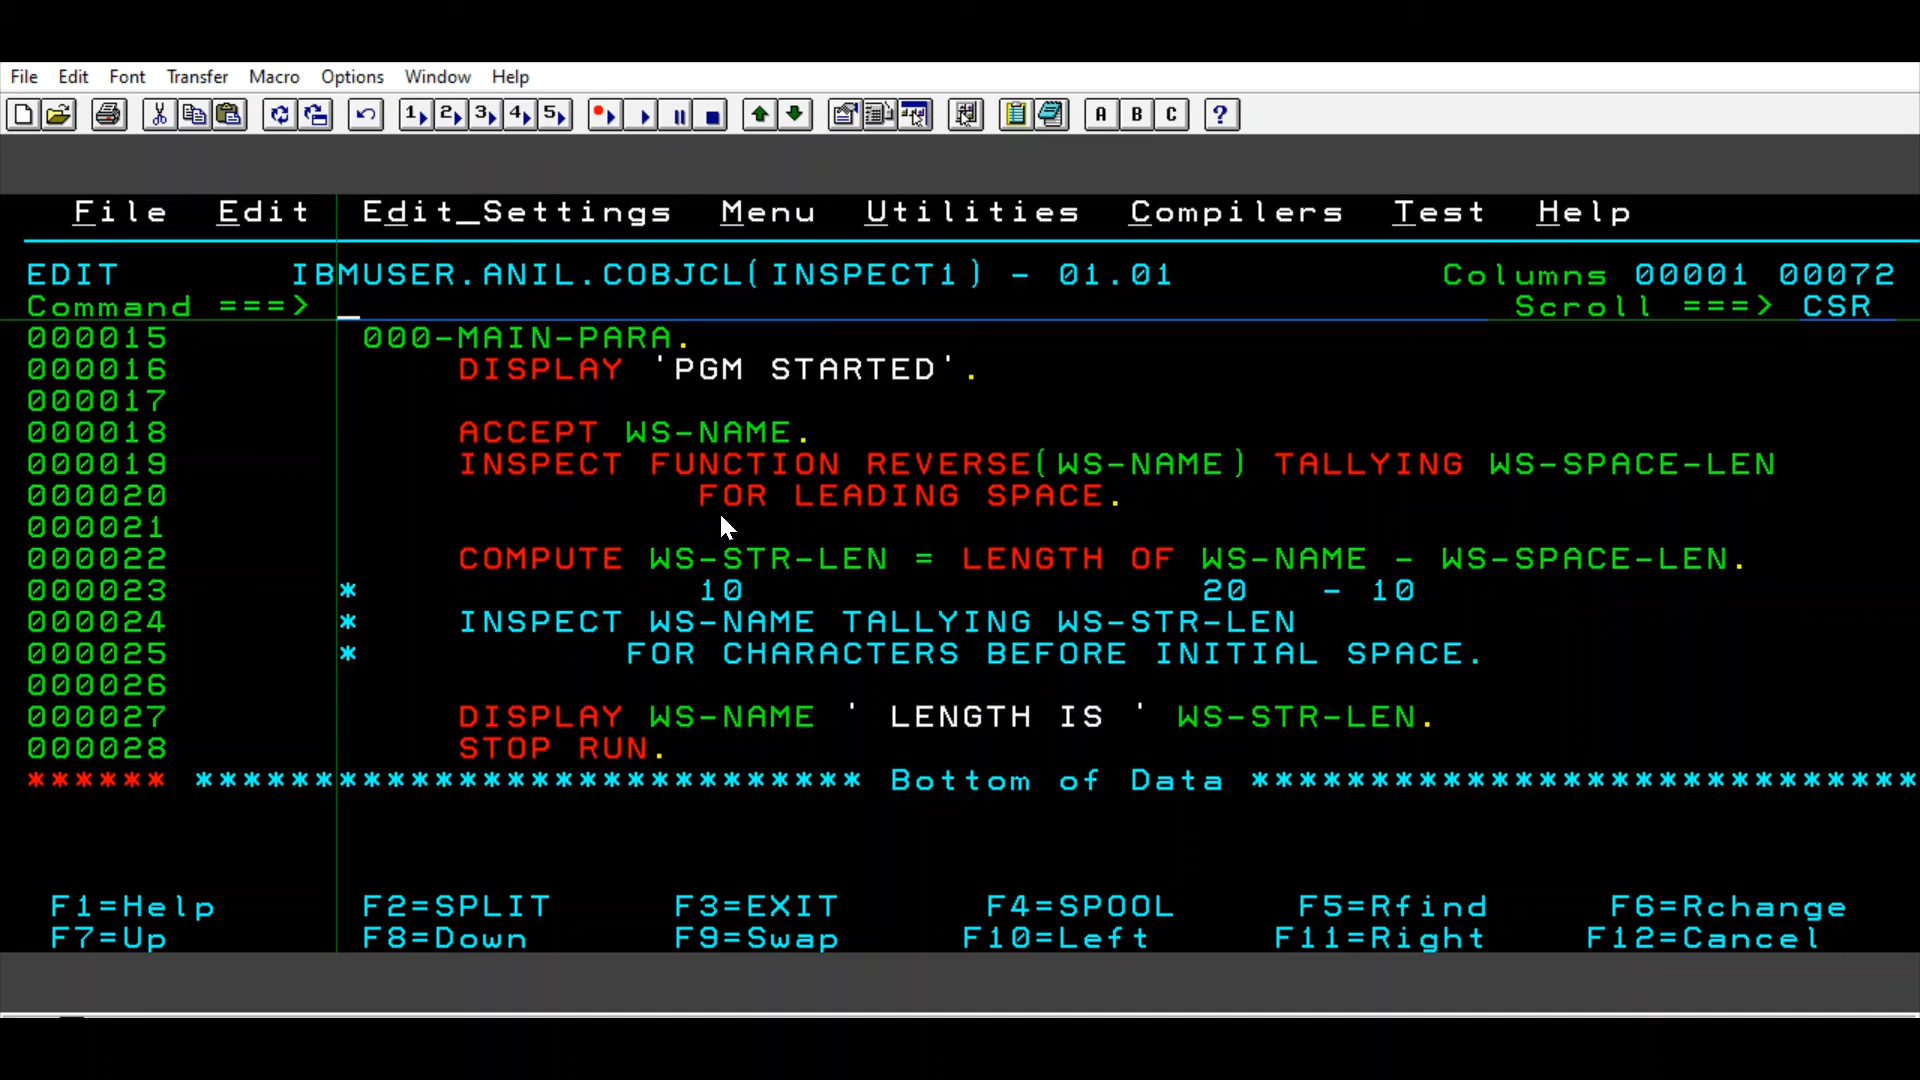 File Edit Font Transfer Macro Options Window Help
1 2 3 4 5 A B C ?
File Edit Edit_Settings Menu Utilities Compilers Test Help
EDIT IBMUSER.ANIL.COBJCL(INSPECT1) - 01.01 Columns 00001 00072
Command ===> Scroll ===> CSR
000015 000-MAIN-PARA.
000016 DISPLAY 'PGM STARTED'.
000017
000018 ACCEPT WS-NAME.
000019 INSPECT FUNCTION REVERSE(WS-NAME) TALLYING WS-SPACE-LEN
000020 FOR LEADING SPACE.
000021
000022 COMPUTE WS-STR-LEN = LENGTH OF WS-NAME - WS-SPACE-LEN.
000023 * 10 20 - 10
000024 * INSPECT WS-NAME TALLYING WS-STR-LEN
000025 * FOR CHARACTERS BEFORE INITIAL SPACE.
000026
000027 DISPLAY WS-NAME ' LENGTH IS ' WS-STR-LEN.
000028 STOP RUN.
****** **************************** Bottom of Data ****************************
F1=Help F2=SPLIT F3=EXIT F4=SPOOL F5=Rfind F6=Rchange
F7=Up F8=Down F9=Swap F10=Left F11=Right F12=Cancel